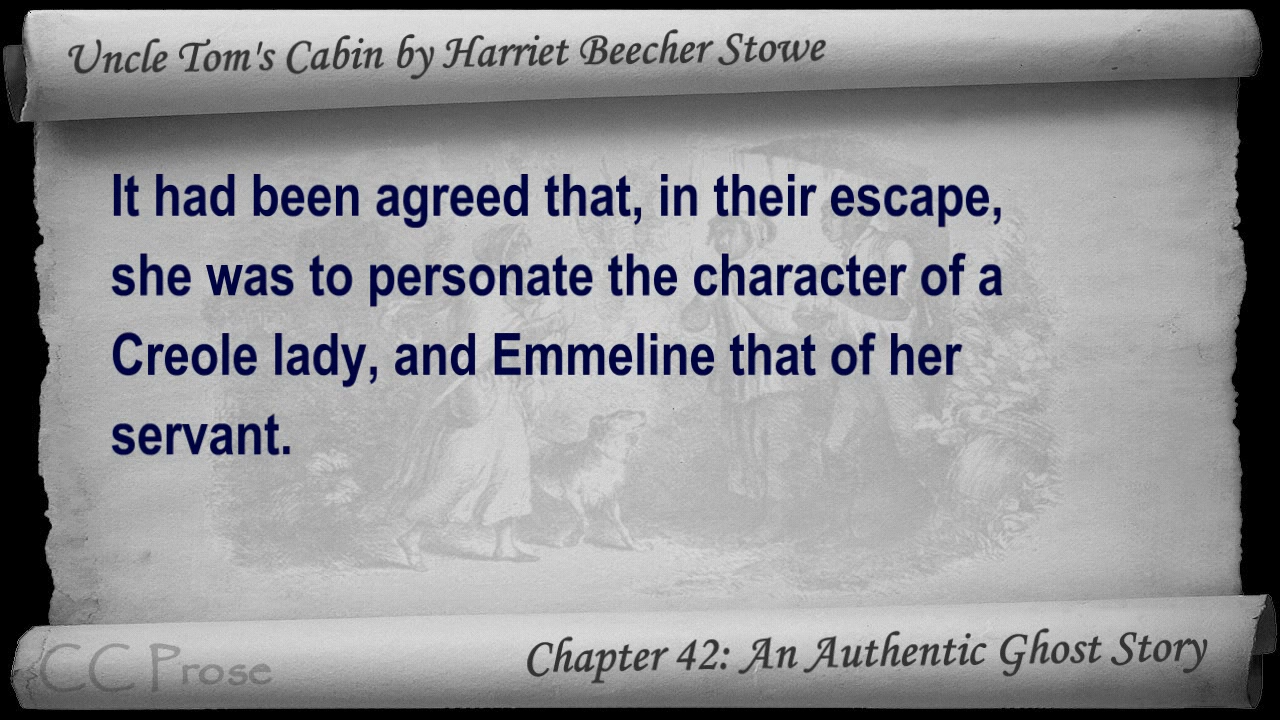 Uncle Tom's Cabin by Harriet Beecher Stowe
It had been agreed that, in their escape,
she was to personate the character of a
Creole lady, and Emmeline that of her
servant.
CC Prose
Chapter 42: An Authentic Ghost Story